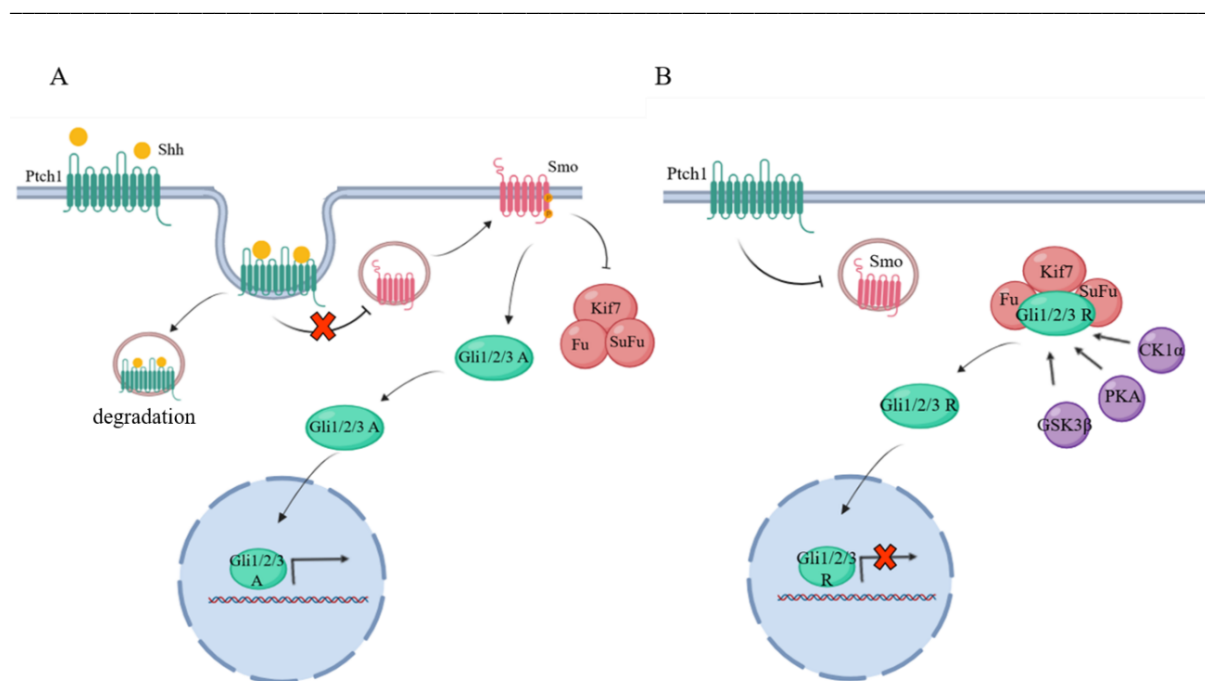 A
Shh
Ptch1
Smo
Kif7
Fu
SuFu
Gli1/2/3 A
degradation
Gli1/2/3 A
Gli1/2/3
A
B
Ptch1
Smo
Kif7
Fu
SuFu
Gli1/2/3 R
CK1α
PKA
GSK3β
Gli1/2/3 R
Gli1/2/3
R